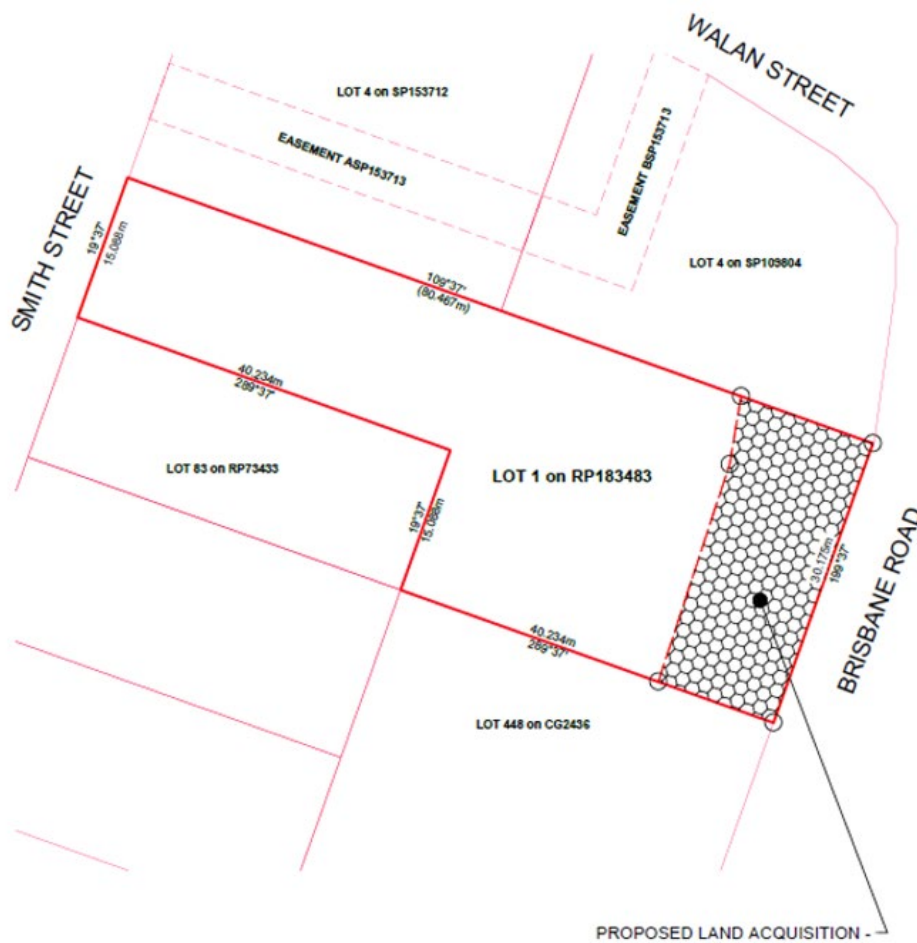 WALAN STREET
LOT 4 on SP153712
EASEMENT ASP153713
EASEMENT BSP153713
SMITH STREET
19°37'
15.088m
LOT 4 on SP109804
109°37'
(80.467m)
40.234m
289°37'
LOT 83 on RP73433
LOT 1 on RP183483
19°37'
15.088m
30.175m
199°37'
BRISBANE ROAD
40.234m
289°37'
LOT 448 on CG2436
PROPOSED LAND ACQUISITION -